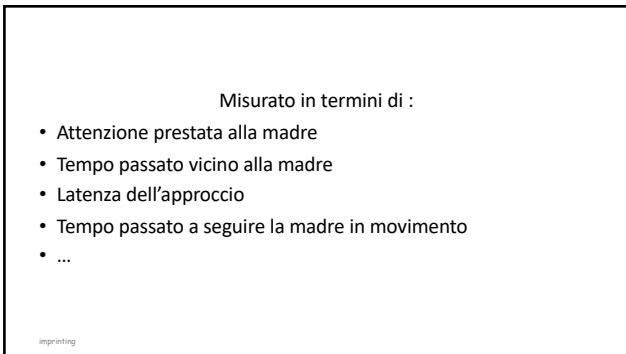 Misurato in termini di :
• Attenzione prestata alla madre
• Tempo passato vicino alla madre
• Latenza dell’approccio
• Tempo passato a seguire la madre in movimento
• …
imprinting